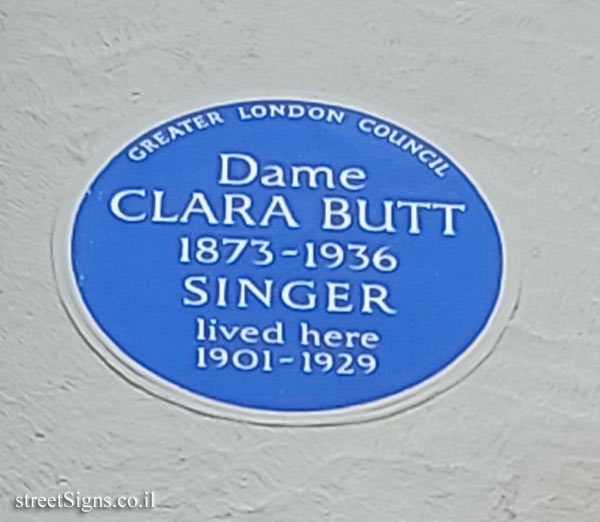 GREATER LONDON COUNCIL
Dame
CLARA BUTT
1873-1936
SINGER
lived here
1901-1929
streetSigns.co.il